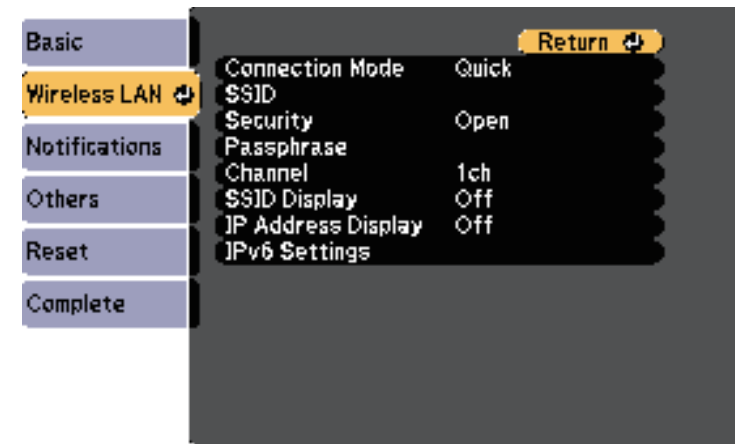 Basic
Wireless LAN
Notifications
Others
Reset
Complete
Return
Connection Mode Quick
SSID
Security Open
Passphrase
Channel 1ch
SSID Display Off
IP Address Display Off
IPv6 Settings